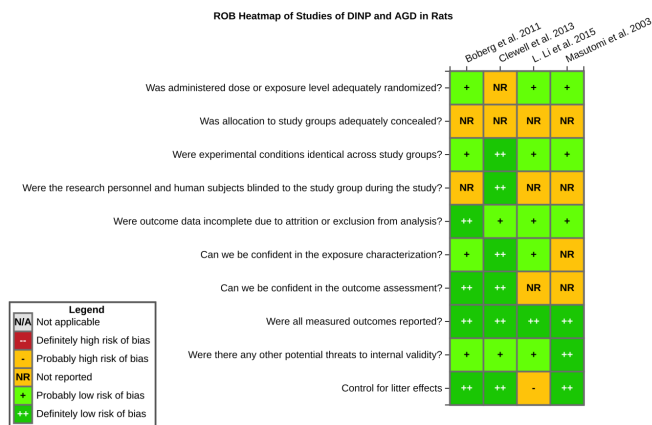 ROB Heatmap of Studies of DINP and AGD in Rats
Boberg et al. 2011
Clewell et al. 2013
L. Li et al. 2015
Masutomi et al. 2003
Was administered dose or exposure level adequately randomized? + NR + +
Was allocation to study groups adequately concealed? NR NR NR NR
Were experimental conditions identical across study groups? + ++ + +
Were the research personnel and human subjects blinded to the study group during the study? NR ++ NR NR
Were outcome data incomplete due to attrition or exclusion from analysis? ++ + + +
Can we be confident in the exposure characterization? + ++ + NR
Can we be confident in the outcome assessment? ++ ++ NR NR
Were all measured outcomes reported? ++ ++ ++ ++
Were there any other potential threats to internal validity? + + + ++
Control for litter effects ++ ++ - ++
Legend
N/A Not applicable
-- Definitely high risk of bias
- Probably high risk of bias
NR Not reported
+ Probably low risk of bias
++ Definitely low risk of bias